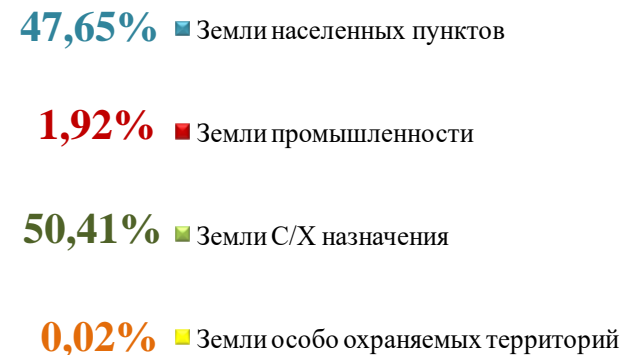 47,65% Земли населенных пунктов
1,92% Земли промышленности
50,41% Земли С/Х назначения
0,02% Земли особо охраняемых территорий